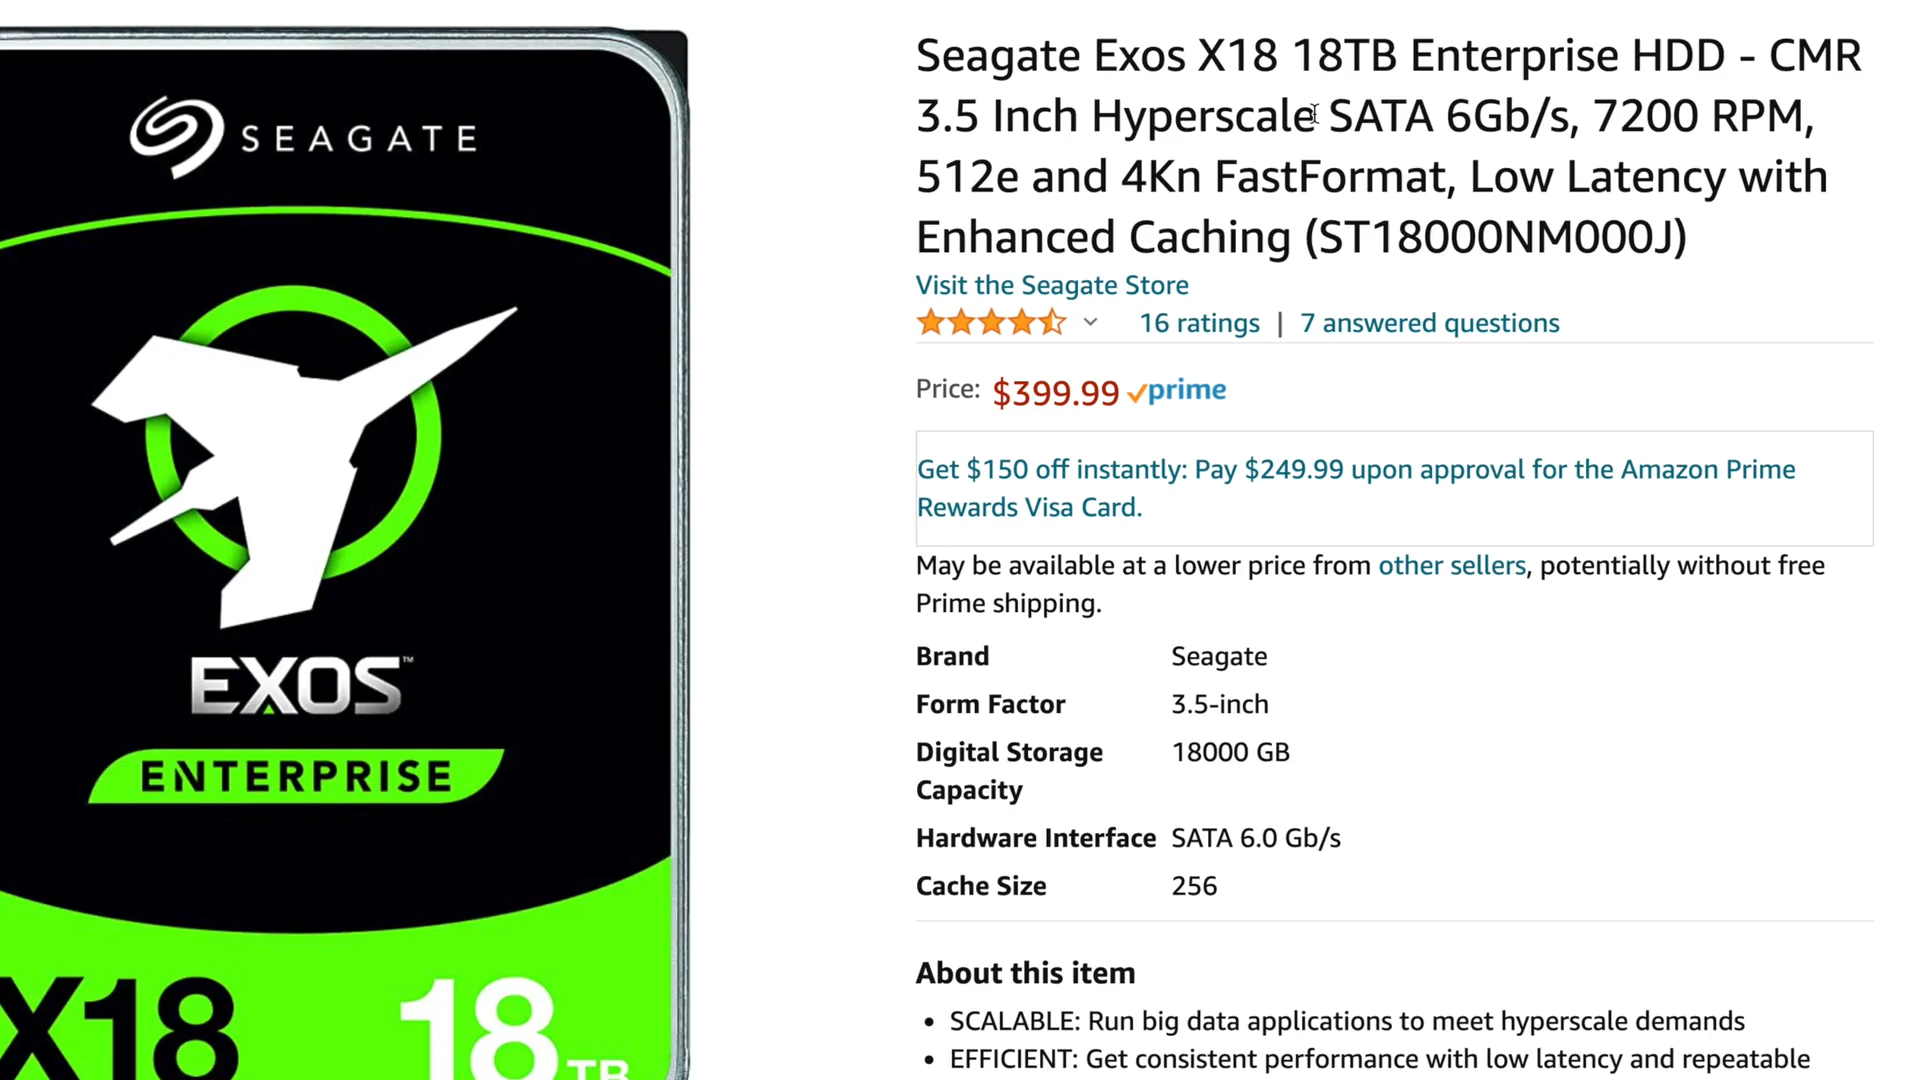 SEAGATE
EXOS™
ENTERPRISE
X18
18TB
Seagate Exos X18 18TB Enterprise HDD - CMR
3.5 Inch Hyperscale SATA 6Gb/s, 7200 RPM,
512e and 4Kn FastFormat, Low Latency with
Enhanced Caching (ST18000NM000J)
Visit the Seagate Store
16 ratings | 7 answered questions
Price: $399.99 prime
Get $150 off instantly: Pay $249.99 upon approval for the Amazon Prime
Rewards Visa Card.
May be available at a lower price from other sellers, potentially without free
Prime shipping.
Brand Seagate
Form Factor 3.5-inch
Digital Storage 18000 GB
Capacity
Hardware Interface SATA 6.0 Gb/s
Cache Size 256
About this item
• SCALABLE: Run big data applications to meet hyperscale demands
• EFFICIENT: Get consistent performance with low latency and repeatable